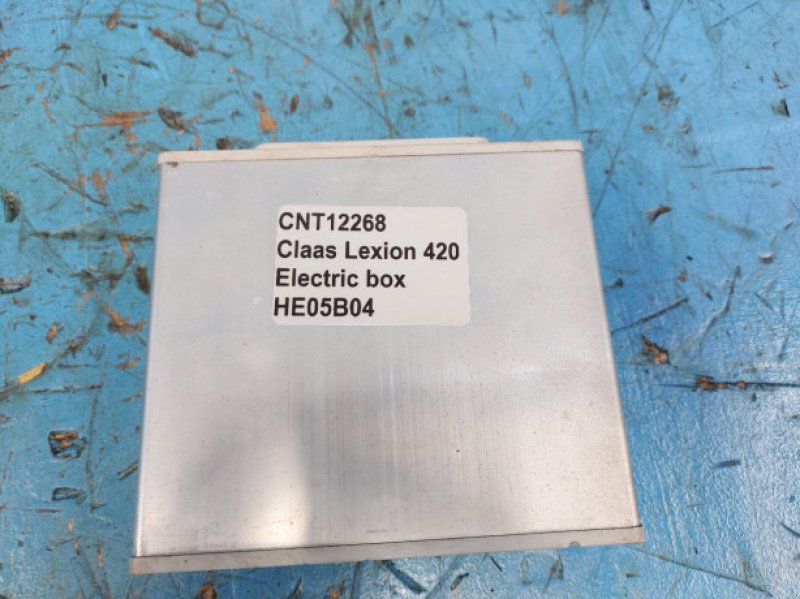 CNT12268
Claas Lexion 420
Electric box
HE05B04